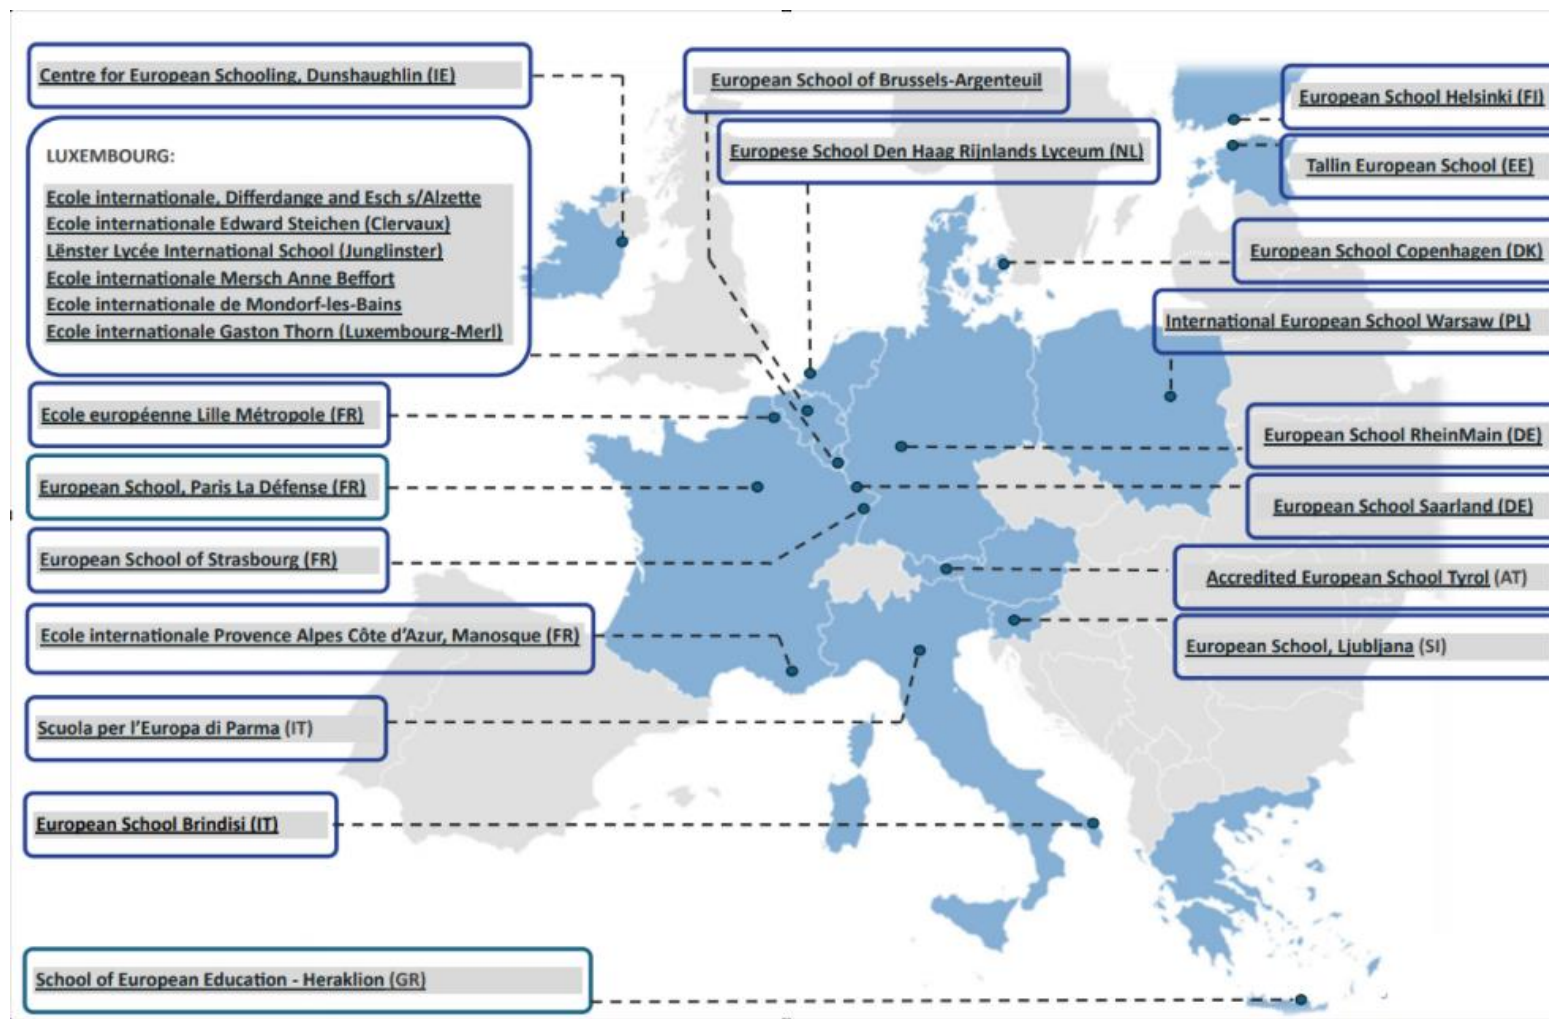 Centre for European Schooling, Dunshaughlin (IE)
LUXEMBOURG:
Ecole internationale, Differdange and Esch s/Alzette
Ecole internationale Edward Steichen (Clervaux)
Lënster Lycée International School (Junglinster)
Ecole internationale Mersch Anne Beffort
Ecole internationale de Mondorf-les-Bains
Ecole internationale Gaston Thorn (Luxembourg-Merl)
Ecole européenne Lille Métropole (FR)
European School, Paris La Défense (FR)
European School of Strasbourg (FR)
Ecole internationale Provence Alpes Côte d'Azur, Manosque (FR)
Scuola per l'Europa di Parma (IT)
European School Brindisi (IT)
School of European Education - Heraklion (GR)
European School of Brussels-Argenteuil
Europese School Den Haag Rijnlands Lyceum (NL)
European School Helsinki (FI)
Tallin European School (EE)
European School Copenhagen (DK)
International European School Warsaw (PL)
European School RheinMain (DE)
European School Saarland (DE)
Accredited European School Tyrol (AT)
European School, Ljubljana (SI)